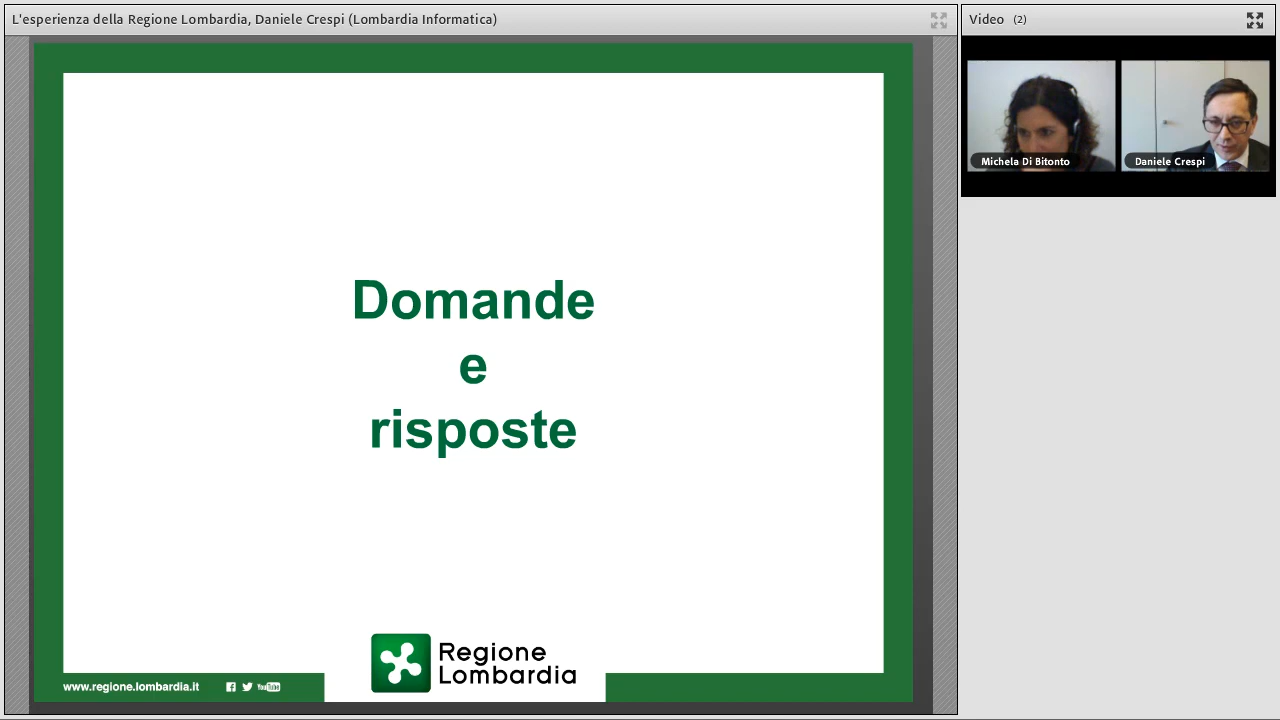 L'esperienza della Regione Lombardia, Daniele Crespi (Lombardia Informatica)
Video (2)
Michela Di Bitonto
Daniele Crespi
Domande
e
risposte
Regione
Lombardia
www.regione.lombardia.it
YouTube